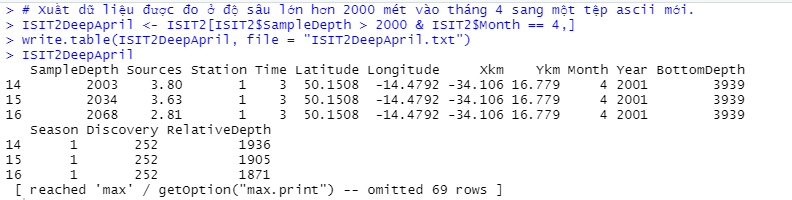 > # Xuất dữ liệu được đo ở độ sâu lớn hơn 2000 mét vào tháng 4 sang một tệp ascii mới.
> ISIT2DeepApril <- ISIT2[ISIT2$SampleDepth > 2000 & ISIT2$Month == 4,]
> write.table(ISIT2DeepApril, file = "ISIT2DeepApril.txt")
> ISIT2DeepApril
   SampleDepth Sources Station Time Latitude Longitude     Xkm    Ykm Month Year BottomDepth
14        2003    3.80       1    3  50.1508  -14.4792 -34.106 16.779     4 2001        3939
15        2034    3.63       1    3  50.1508  -14.4792 -34.106 16.779     4 2001        3939
16        2068    2.81       1    3  50.1508  -14.4792 -34.106 16.779     4 2001        3939
   Season Discovery RelativeDepth
14      1       252          1936
15      1       252          1905
16      1       252          1871
 [ reached 'max' / getOption("max.print") -- omitted 69 rows ]